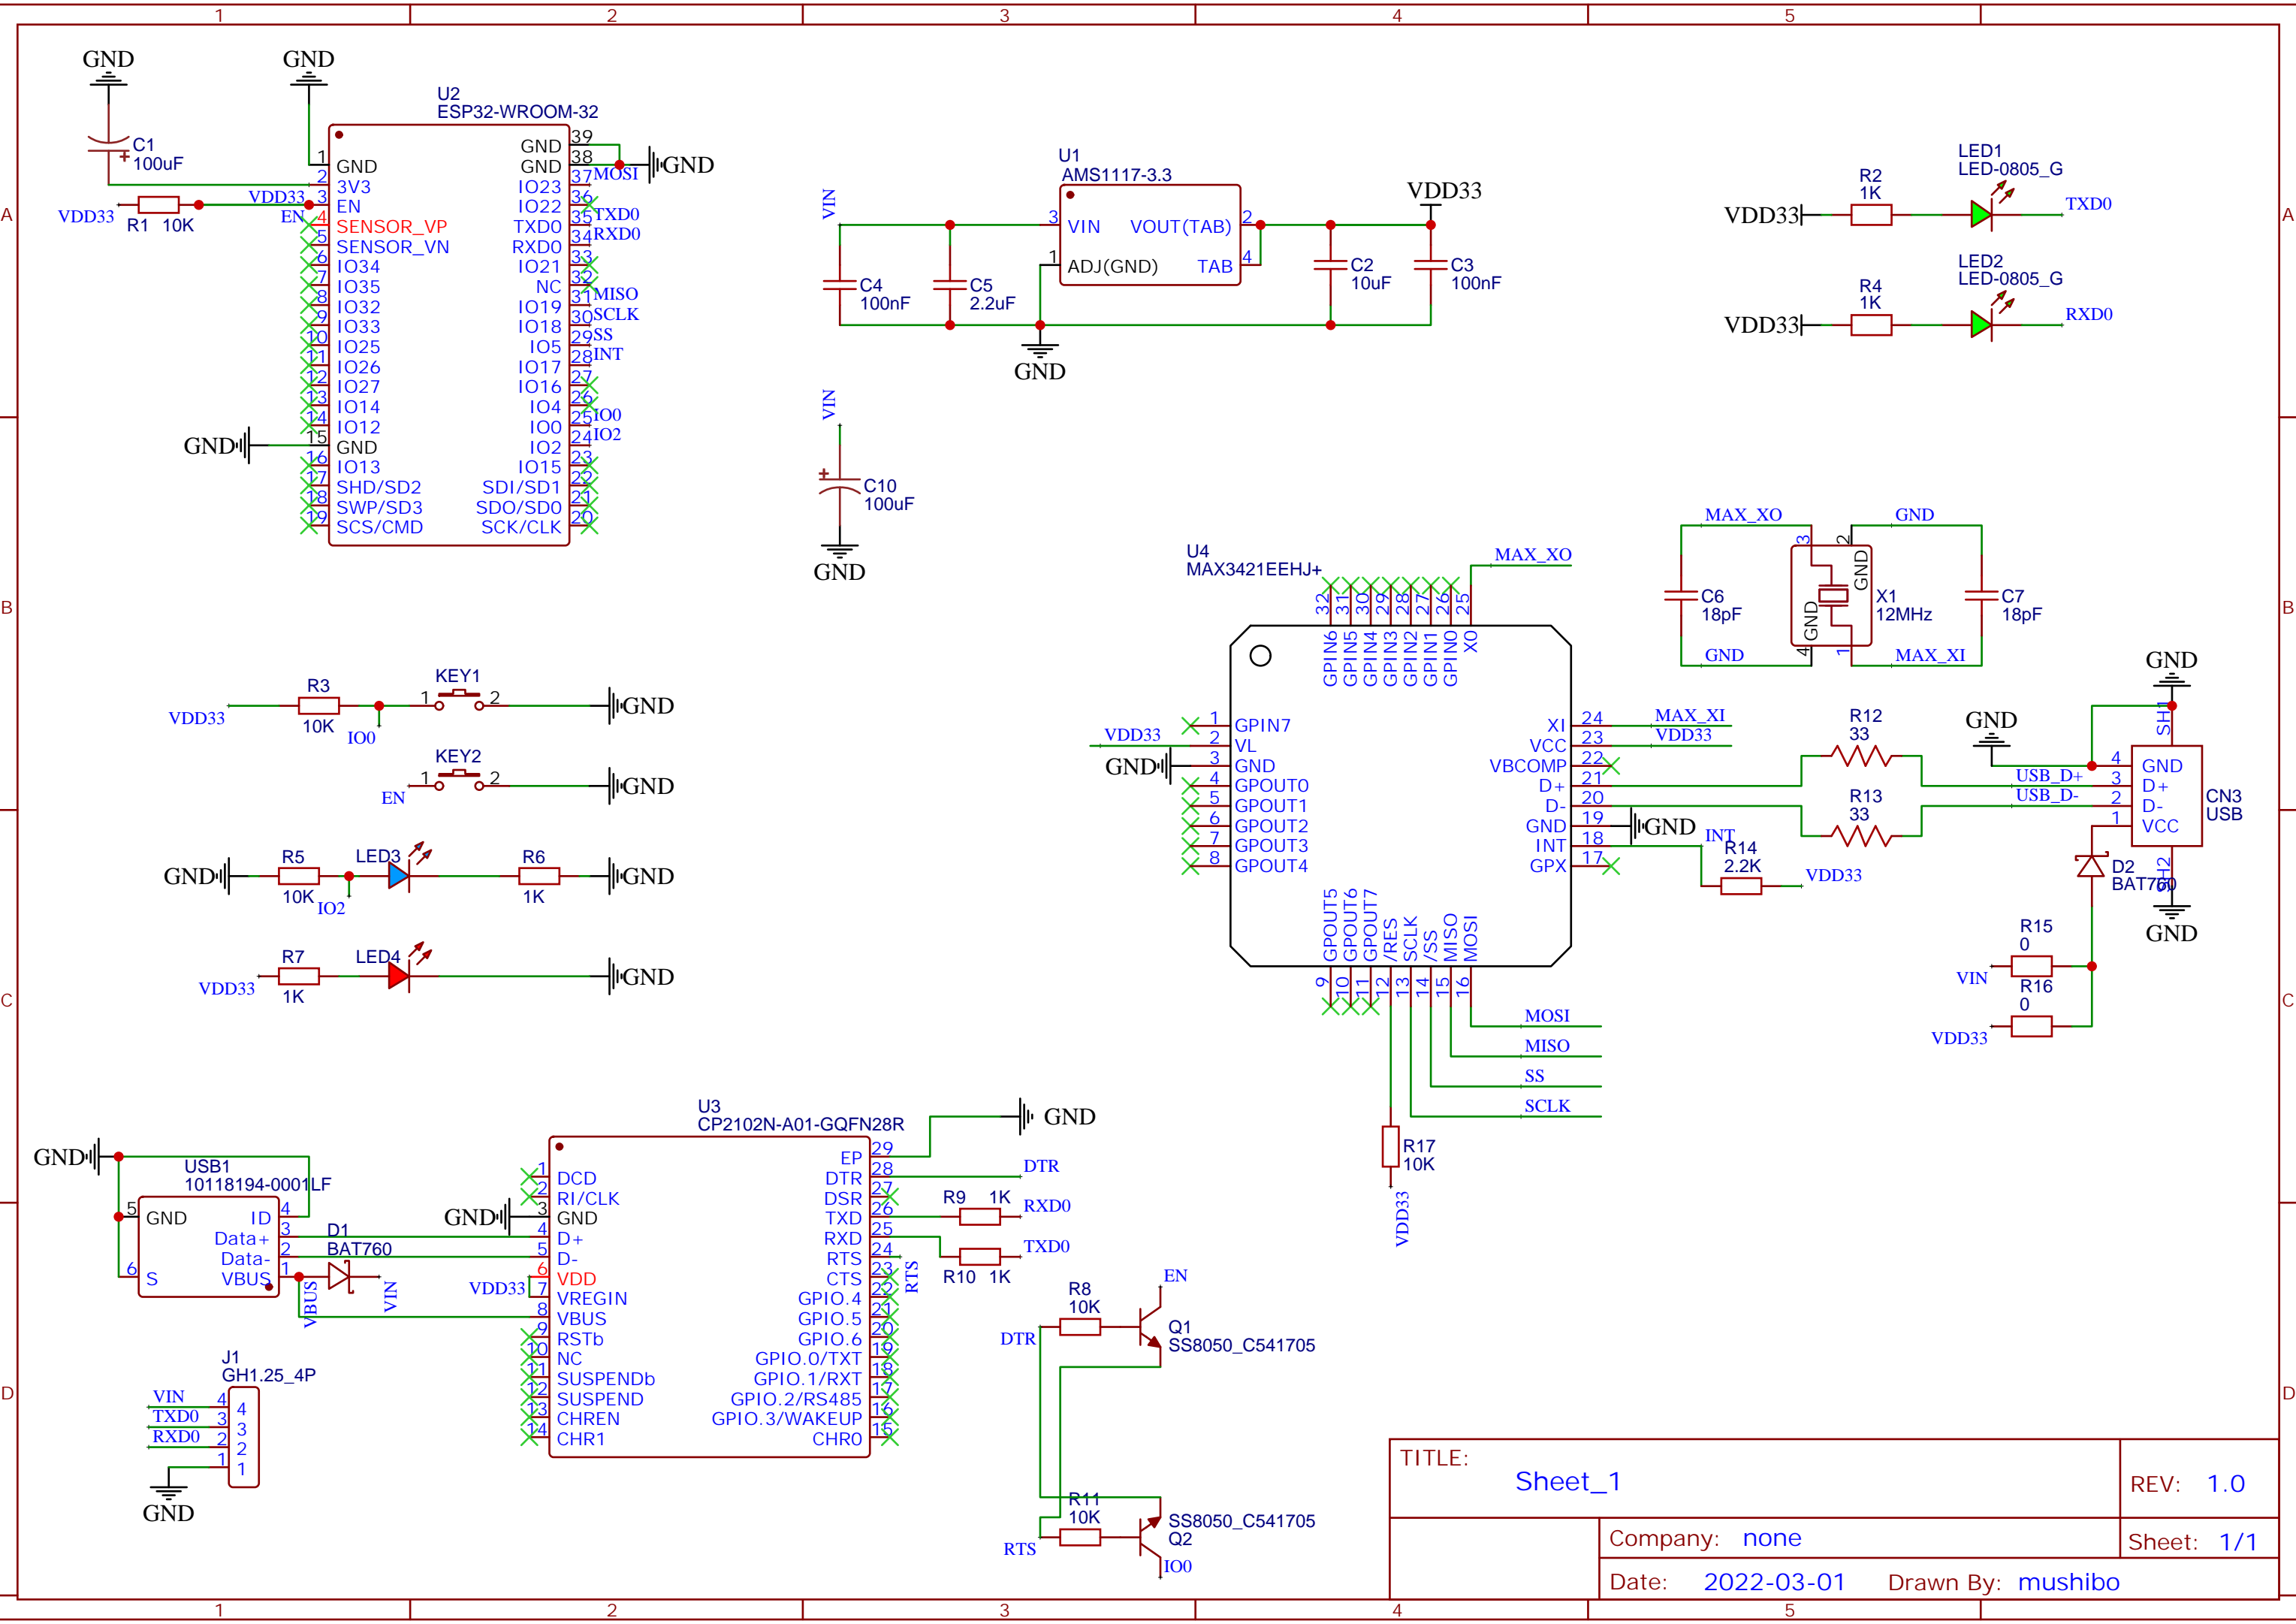 1 2 3 4 5
A
B
C
D
A
B
C
D
GND
GND
C1
100uF
U2
ESP32-WROOM-32
VDD33
R1 10K
VDD33
EN
1 GND
2 3V3
3 EN
4 SENSOR_VP
5 SENSOR_VN
6 IO34
7 IO35
8 IO32
9 IO33
10 IO25
11 IO26
12 IO27
13 IO14
14 IO12
GND
15 GND
16 IO13
17 SHD/SD2
18 SWP/SD3
19 SCS/CMD
GND 39
GND 38
GND
IO23 37 MOSI
IO22 36
TXD0 35 TXD0
RXD0 34 RXD0
IO21 33
NC 32
IO19 31 MISO
IO18 30 SCLK
IO5 29 SS
IO17 28 INT
IO16 27
IO4 26
IO0 25 IO0
IO2 24 IO2
IO15 23
SDI/SD1 22
SDO/SD0 21
SCK/CLK 20
U1
AMS1117-3.3
VIN
3 VIN
1 ADJ(GND)
VOUT(TAB) 2
TAB 4
VDD33
C4
100nF
C5
2.2uF
C2
10uF
C3
100nF
GND
VIN
C10
100uF
GND
LED1
LED-0805_G
R2
1K
VDD33
TXD0
LED2
LED-0805_G
R4
1K
VDD33
RXD0
MAX_XO
GND
C6
18pF
3
2
GND
GND
4
1
X1
12MHz
C7
18pF
GND
MAX_XI
R3
10K
VDD33
IO0
KEY1
1 2
GND
KEY2
1 2
EN
GND
GND
R5
10K
IO2
LED3
R6
1K
GND
R7
1K
VDD33
LED4
GND
U4
MAX3421EEHJ+
MAX_XO
32 31 30 29 28 27 26 25
GPIN6 GPIN5 GPIN4 GPIN3 GPIN2 GPIN1 GPIN0 XO
1 GPIN7
VDD33
2 VL
GND
3 GND
4 GPOUT0
5 GPOUT1
6 GPOUT2
7 GPOUT3
8 GPOUT4
XI 24 MAX_XI
VCC 23 VDD33
VBCOMP 22
D+ 21
D- 20
GND 19
GND
INT 18 INT
GPX 17
GPOUT5 GPOUT6 GPOUT7 /RES SCLK /SS MISO MOSI
9 10 11 12 13 14 15 16
MOSI
MISO
SS
SCLK
R17
10K
VDD33
R14
2.2K
VDD33
R12
33
R13
33
GND
GND
SH1
USB_D+
USB_D-
4 GND
3 D+
2 D-
1 VCC
CN3
USB
D2
BAT760
SH2
GND
R15
0
VIN
R16
0
VDD33
GND
USB1
10118194-0001LF
5 GND
6 S
ID 4
Data+ 3
Data- 2
VBUS 1
D1
BAT760
VBUS
VIN
U3
CP2102N-A01-GQFN28R
GND
VDD33
1 DCD
2 RI/CLK
3 GND
4 D+
5 D-
6 VDD
7 VREGIN
8 VBUS
9 RSTb
10 NC
11 SUSPENDb
12 SUSPEND
13 CHREN
14 CHR1
EP 29
GND
DTR 28 DTR
DSR 27
TXD 26
RXD 25
RTS 24
RTS
CTS 23
GPIO.4 22
GPIO.5 21
GPIO.6 20
GPIO.0/TXT 19
GPIO.1/RXT 18
GPIO.2/RS485 17
GPIO.3/WAKEUP 16
CHR0 15
R9 1K
RXD0
TXD0
R10 1K
J1
GH1.25_4P
VIN 4 4
TXD0 3 3
RXD0 2 2
1 1
GND
EN
R8
10K
DTR
Q1
SS8050_C541705
R11
10K
RTS
SS8050_C541705
Q2
IO0
TITLE:
Sheet_1
REV: 1.0
Company: none
Sheet: 1/1
Date: 2022-03-01
Drawn By: mushibo
1 2 3 4 5